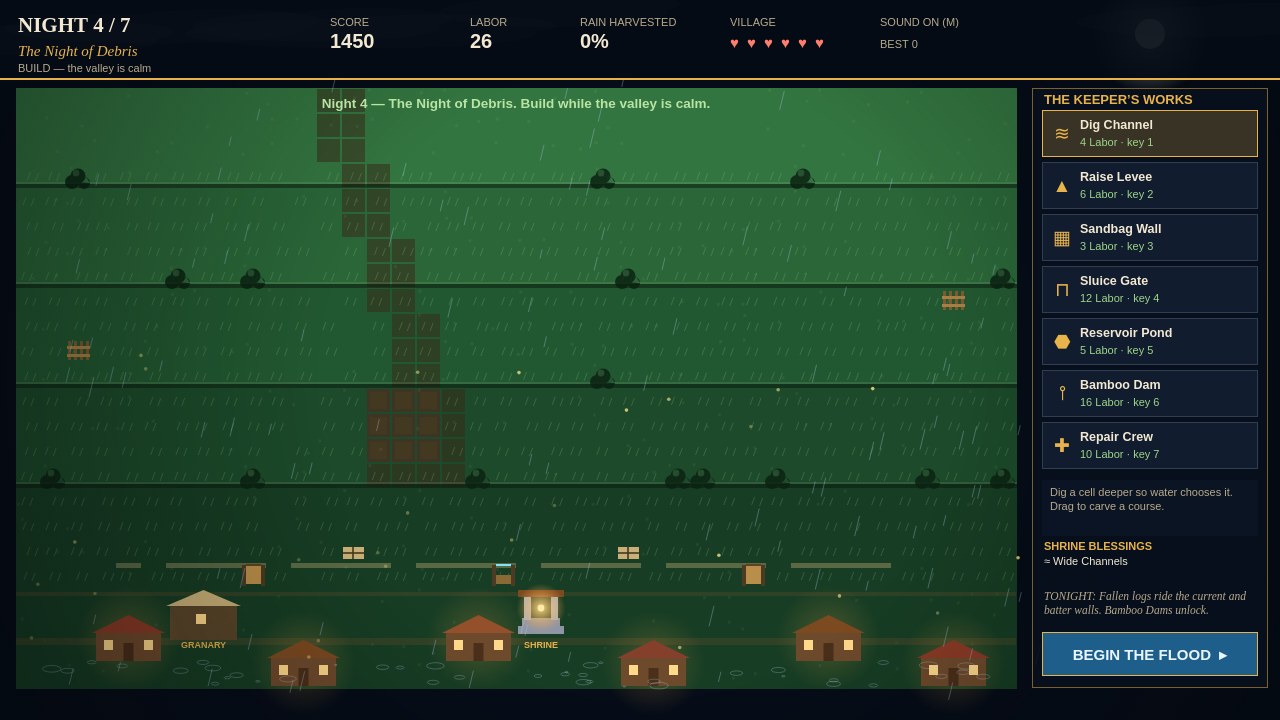 NIGHT 4 / 7
The Night of Debris
BUILD — the valley is calm
SCORE
1450
LABOR
26
RAIN HARVESTED
0%
VILLAGE
♥ ♥ ♥ ♥ ♥ ♥
SOUND ON (M)
BEST 0
Night 4 — The Night of Debris. Build while the valley is calm.
GRANARY
SHRINE
THE KEEPER'S WORKS
Dig Channel
4 Labor · key 1
Raise Levee
6 Labor · key 2
Sandbag Wall
3 Labor · key 3
Sluice Gate
12 Labor · key 4
Reservoir Pond
5 Labor · key 5
Bamboo Dam
16 Labor · key 6
Repair Crew
10 Labor · key 7
Dig a cell deeper so water chooses it.
Drag to carve a course.
SHRINE BLESSINGS
≈ Wide Channels
TONIGHT: Fallen logs ride the current and
batter walls. Bamboo Dams unlock.
BEGIN THE FLOOD ►